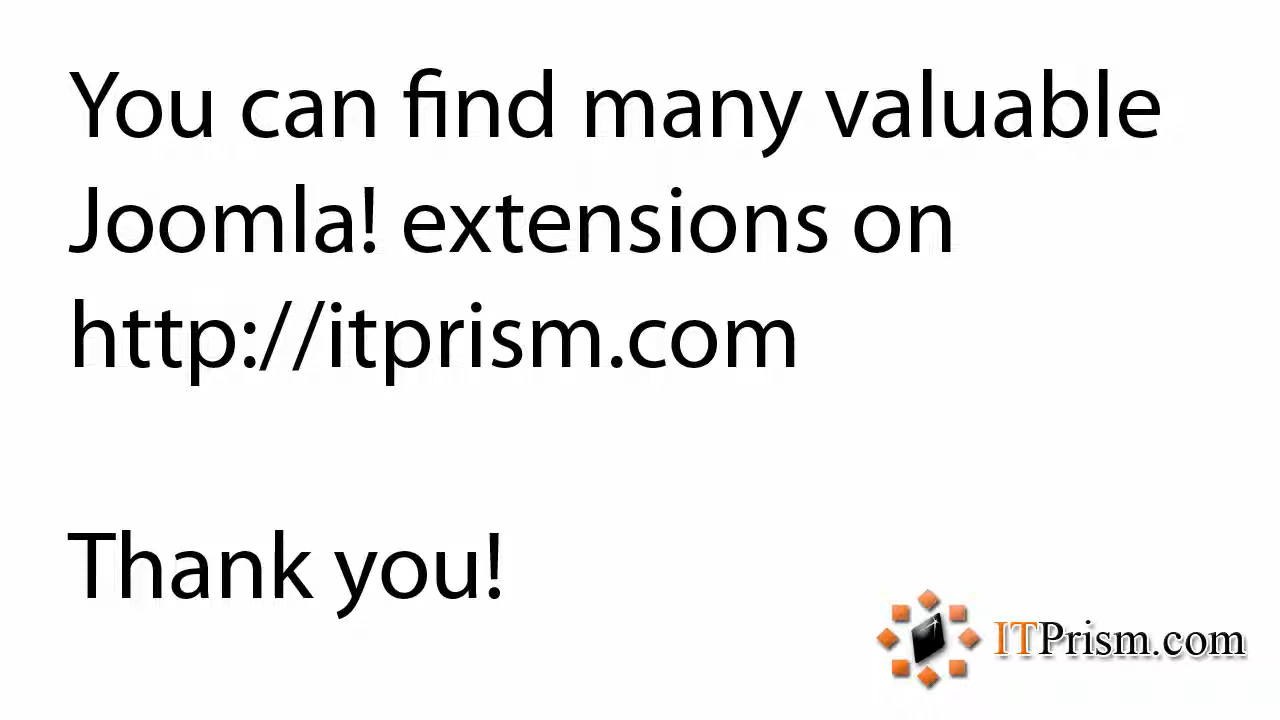 You can find many valuable
Joomla! extensions on
http://itprism.com
Thank you!
ITPrism.com